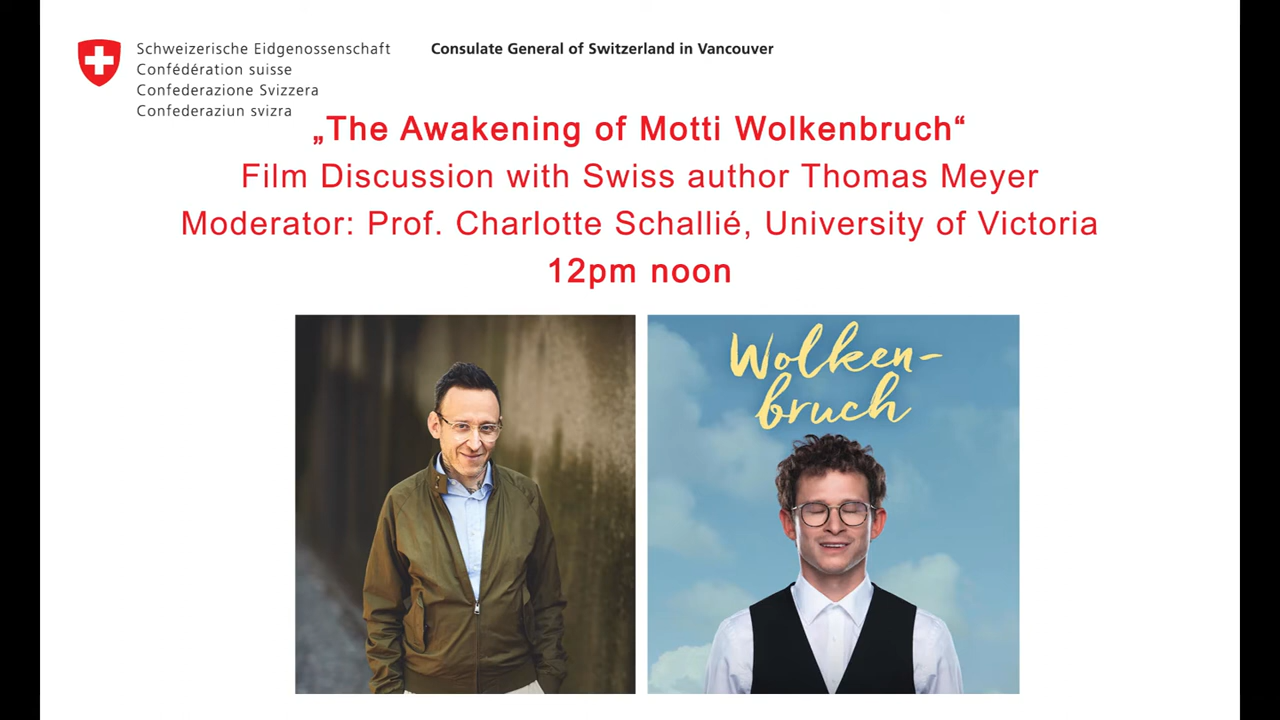 Schweizerische Eidgenossenschaft
Confédération suisse
Confederazione Svizzera
Confederaziun svizra
Consulate General of Switzerland in Vancouver
„The Awakening of Motti Wolkenbruch“
Film Discussion with Swiss author Thomas Meyer
Moderator: Prof. Charlotte Schallié, University of Victoria
12pm noon
Wolken-
bruch